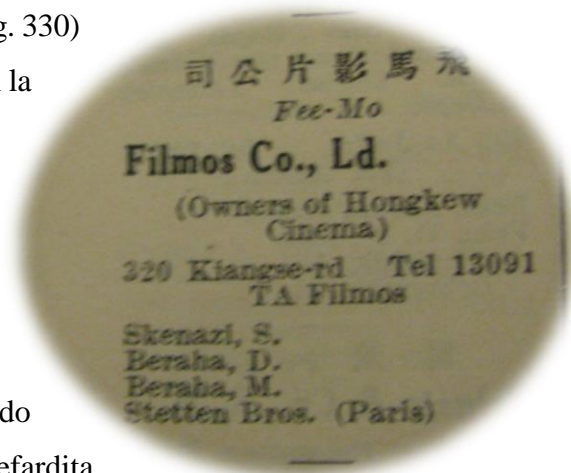 g. 330)
la
飛馬影片公司
Fee-Mo
Filmos Co., Ld.
(Owners of Hongkew
Cinema)
320 Kiangse-rd Tel 13091
TA Filmos
Skenazi, S.
Beraha, D.
Beraha, M.
Stetten Bros. (Paris)
do
efardita